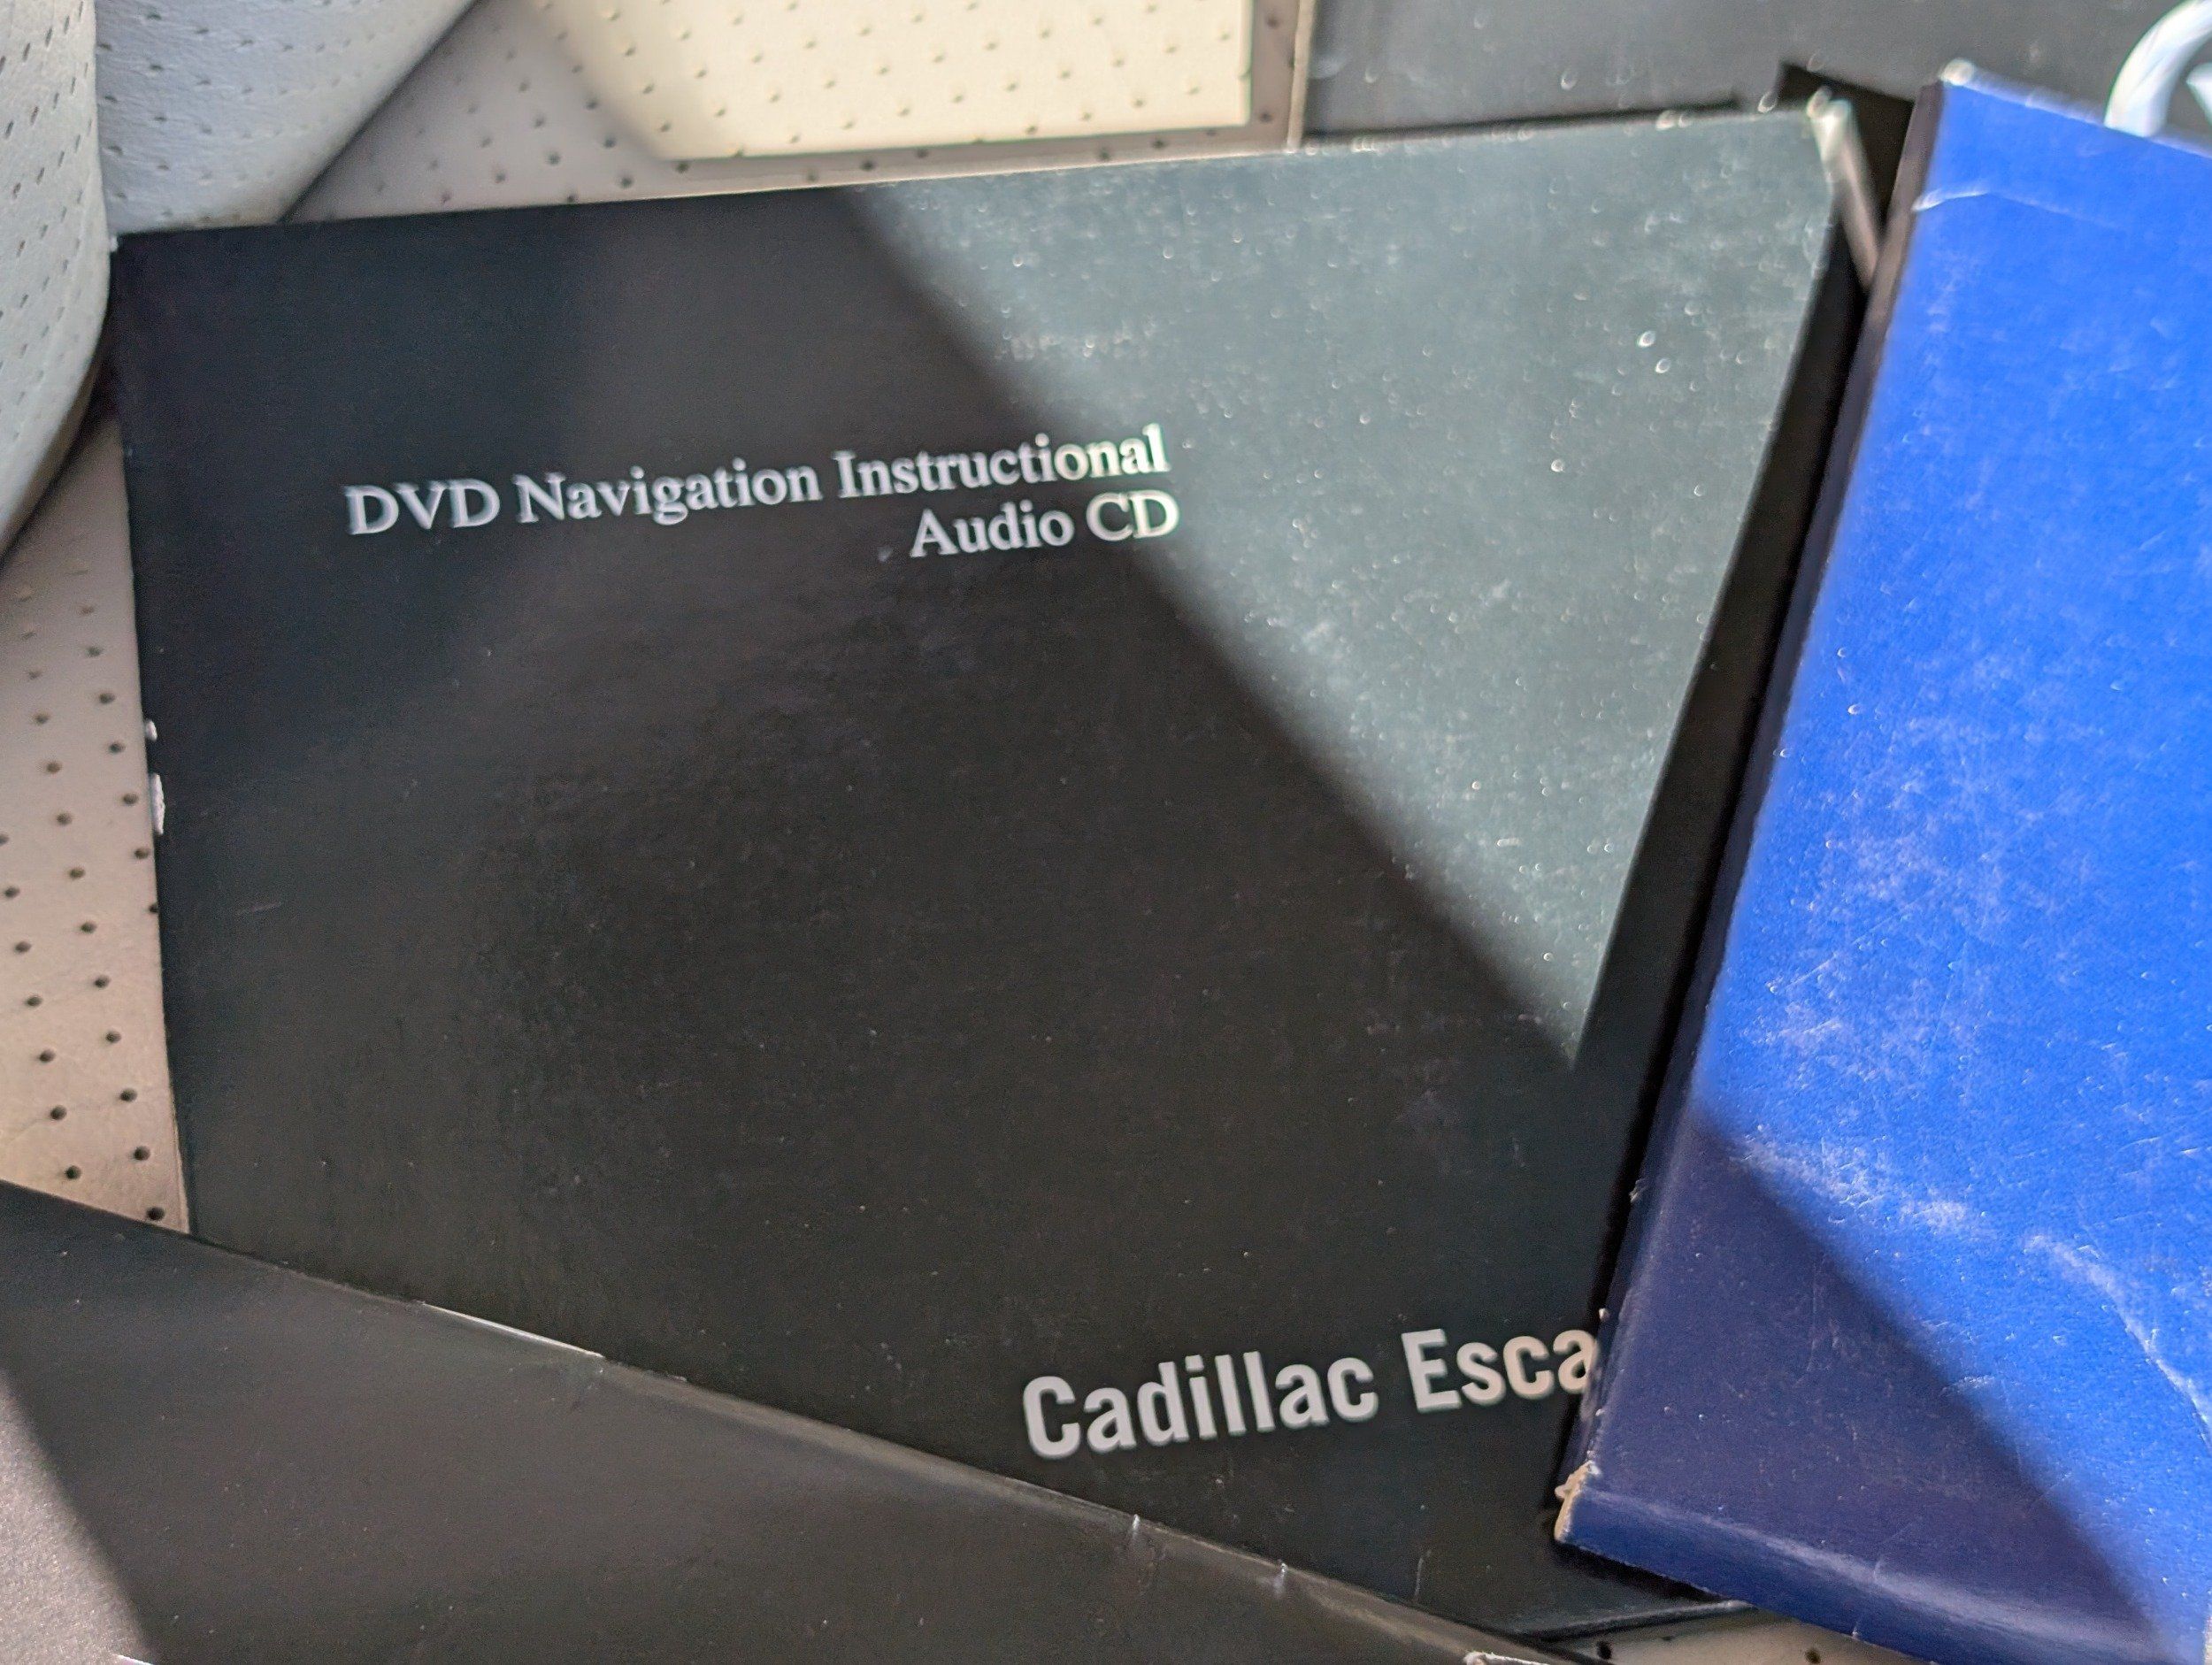 DVD Navigation Instructional
Audio CD
Cadillac Esca